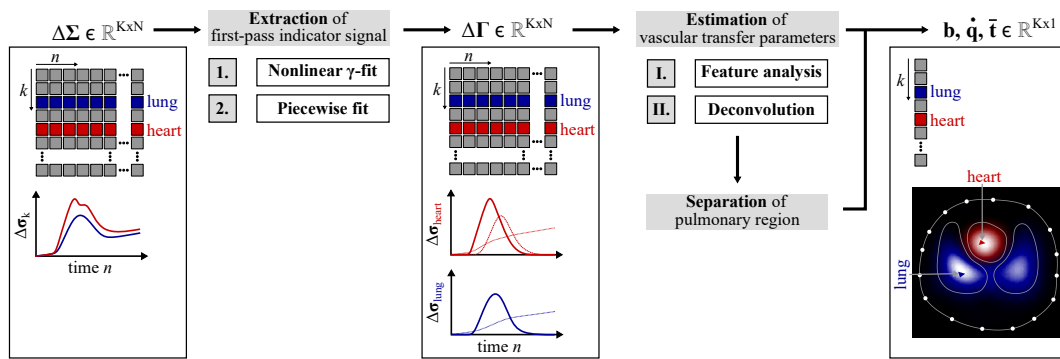 ΔΣ ϵ ℝ^KxN
Extraction of
first-pass indicator signal
ΔΓ ϵ ℝ^KxN
Estimation of
vascular transfer parameters
b, q̇, t̄ ϵ ℝ^Kx1
n
k
lung
heart
Δσ_k
time n
1.
Nonlinear γ-fit
2.
Piecewise fit
n
k
lung
heart
Δσ_heart
Δσ_lung
time n
I.
Feature analysis
II.
Deconvolution
Separation of
pulmonary region
k
lung
heart
heart
lung